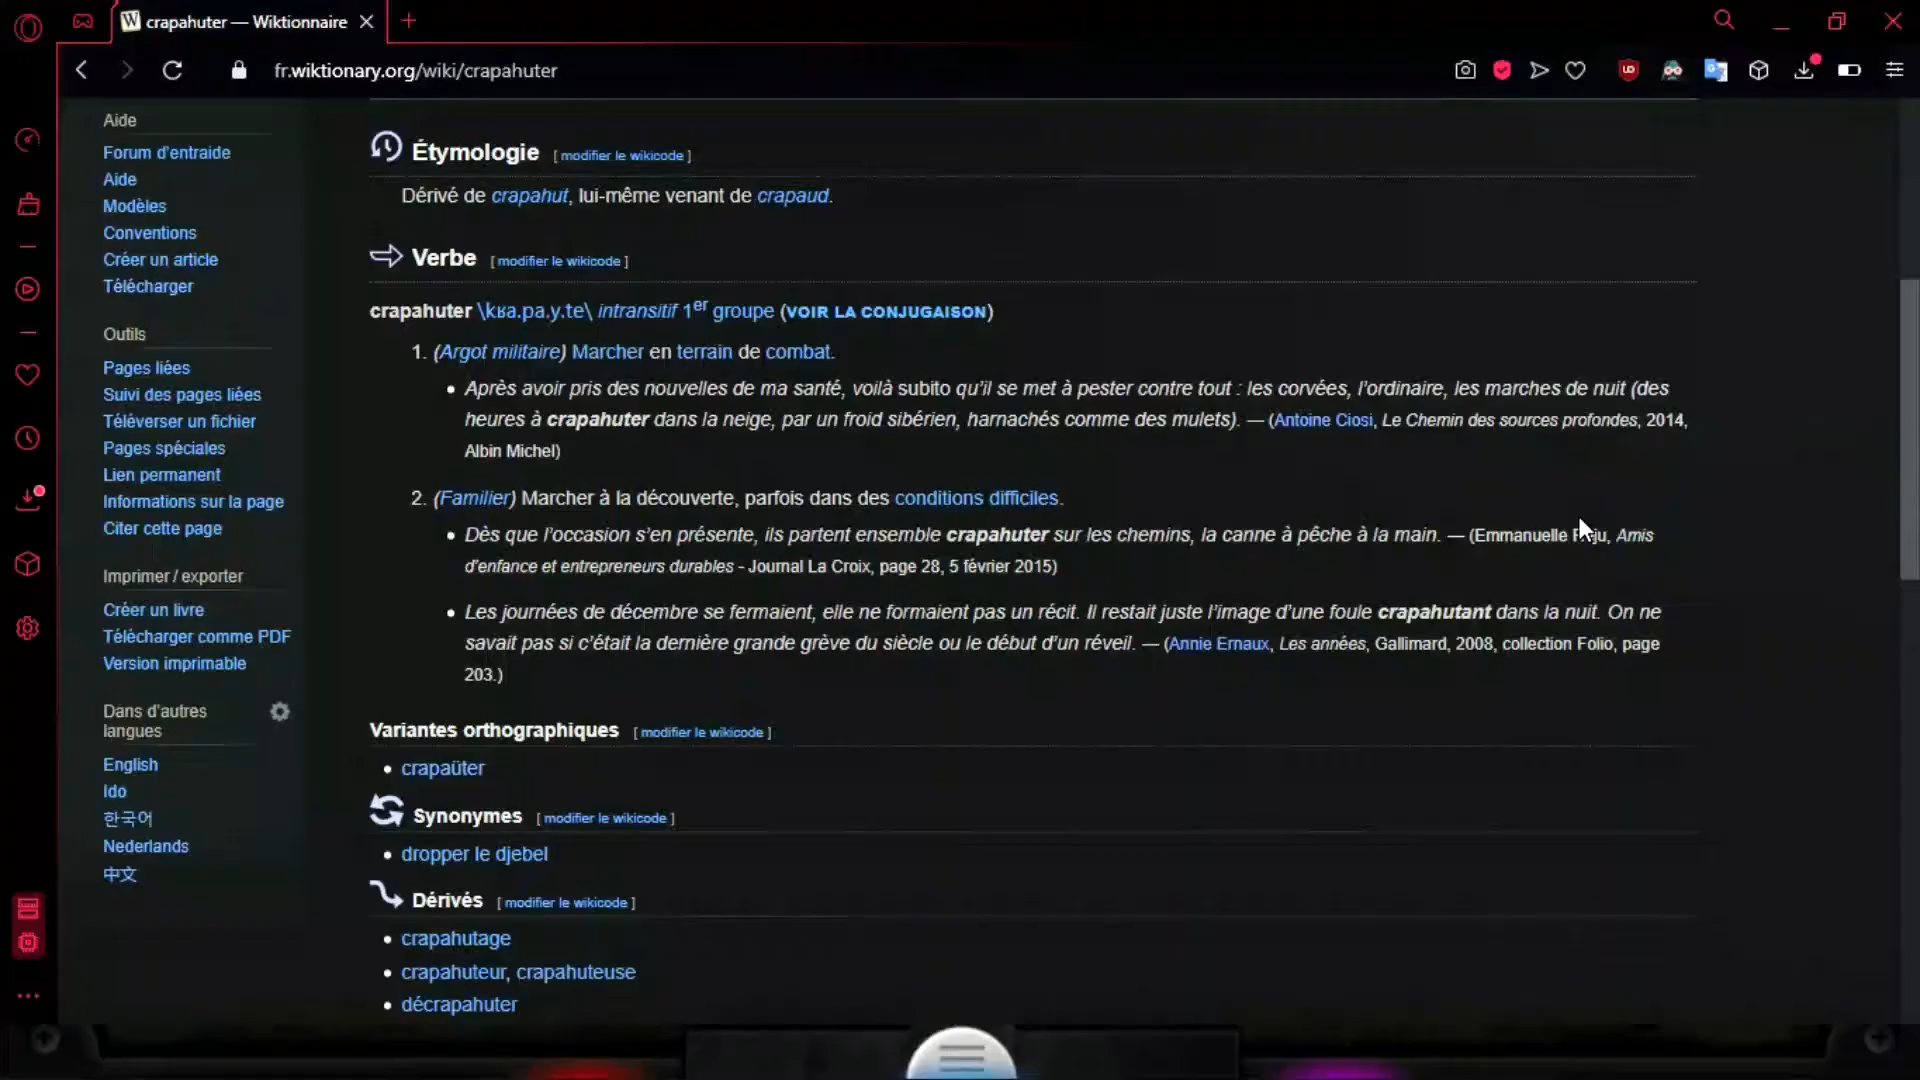 crapahuter — Wiktionnaire
fr.wiktionary.org/wiki/crapahuter
Aide
Forum d'entraide
Aide
Modèles
Conventions
Créer un article
Télécharger
Outils
Pages liées
Suivi des pages liées
Téléverser un fichier
Pages spéciales
Lien permanent
Informations sur la page
Citer cette page
Imprimer / exporter
Créer un livre
Télécharger comme PDF
Version imprimable
Dans d'autres
langues
English
Ido
한국어
Nederlands
中文
Étymologie [ modifier le wikicode ]
Dérivé de crapahut, lui-même venant de crapaud.
Verbe [ modifier le wikicode ]
crapahuter \kʁa.pa.y.te\ intransitif 1er groupe (VOIR LA CONJUGAISON)
1. (Argot militaire) Marcher en terrain de combat.
• Après avoir pris des nouvelles de ma santé, voilà subito qu'il se met à pester contre tout : les corvées, l'ordinaire, les marches de nuit (des
heures à crapahuter dans la neige, par un froid sibérien, harnachés comme des mulets). — (Antoine Ciosi, Le Chemin des sources profondes, 2014,
Albin Michel)
2. (Familier) Marcher à la découverte, parfois dans des conditions difficiles.
• Dès que l'occasion s'en présente, ils partent ensemble crapahuter sur les chemins, la canne à pêche à la main. — (Emmanuelle Amis
d'enfance et entrepreneurs durables - Journal La Croix, page 28, 5 février 2015)
• Les journées de décembre se fermaient, elle ne formaient pas un récit. Il restait juste l'image d'une foule crapahutant dans la nuit. On ne
savait pas si c'était la dernière grande grève du siècle ou le début d'un réveil. — (Annie Ernaux, Les années, Gallimard, 2008, collection Folio, page
203.)
Variantes orthographiques [ modifier le wikicode ]
• crapaüter
Synonymes [ modifier le wikicode ]
• dropper le djebel
Dérivés [ modifier le wikicode ]
• crapahutage
• crapahuteur, crapahuteuse
• décrapahuter